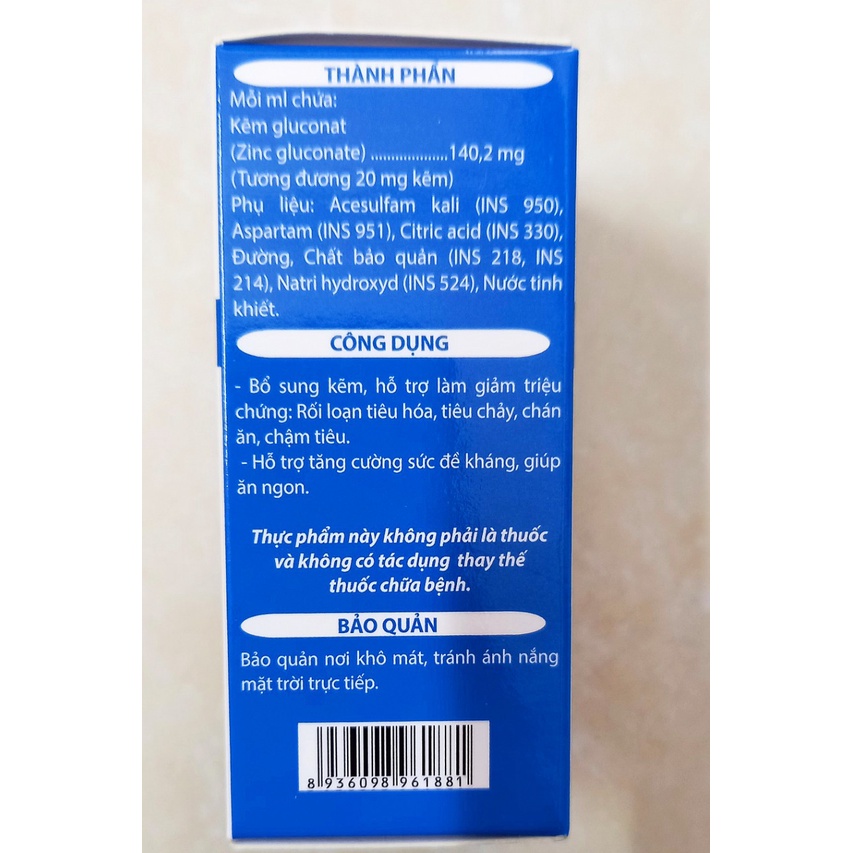 THÀNH PHẦN
Mỗi ml chứa:
Kẽm gluconat
(Zinc gluconate) ...................140,2 mg
(Tương đương 20 mg kẽm)
Phụ liệu: Acesulfam kali (INS 950),
Aspartam (INS 951), Citric acid (INS 330),
Đường, Chất bảo quản (INS 218, INS
214), Natri hydroxyd (INS 524), Nước tinh
khiết.
CÔNG DỤNG
- Bổ sung kẽm, hỗ trợ làm giảm triệu
chứng: Rối loạn tiêu hóa, tiêu chảy, chán
ăn, chậm tiêu.
- Hỗ trợ tăng cường sức đề kháng, giúp
ăn ngon.
Thực phẩm này không phải là thuốc
và không có tác dụng thay thế
thuốc chữa bệnh.
BẢO QUẢN
Bảo quản nơi khô mát, tránh ánh nắng
mặt trời trực tiếp.
8 936098 961881